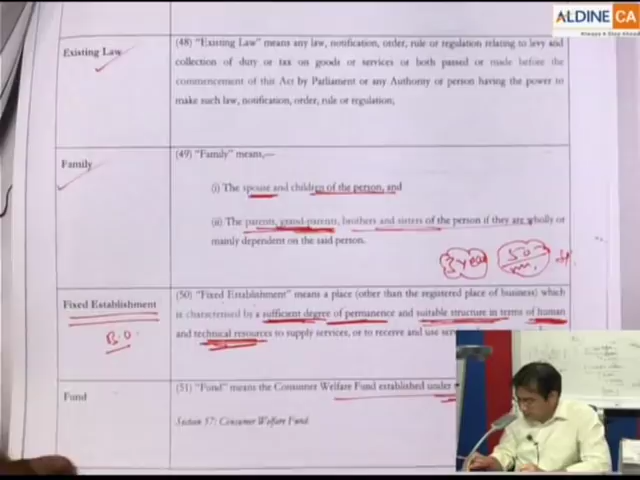 ALDINE CA
Always A Step Ahead
Existing Law
(48) "Existing Law" means any law, notification, order, rule or regulation relating to levy and
collection of duty or tax on goods or services or both passed or made before the
commencement of this Act by Parliament or any Authority or person having the power to
make such law, notification, order, rule or regulation;
Family
(49) "Family" means,—
(i) The spouse and children of the person, and
(ii) The parents, grand-parents, brothers and sisters of the person if they are wholly or
mainly dependent on the said person.
3 year
50
Fixed Establishment
B.O.
(50) "Fixed Establishment" means a place (other than the registered place of business) which
is characterised by a sufficient degree of permanence and suitable structure in terms of human
and technical resources to supply services, or to receive and use
Fund
(51) "Fund" means the Consumer Welfare Fund established under
Section 57: Consumer Welfare Fund